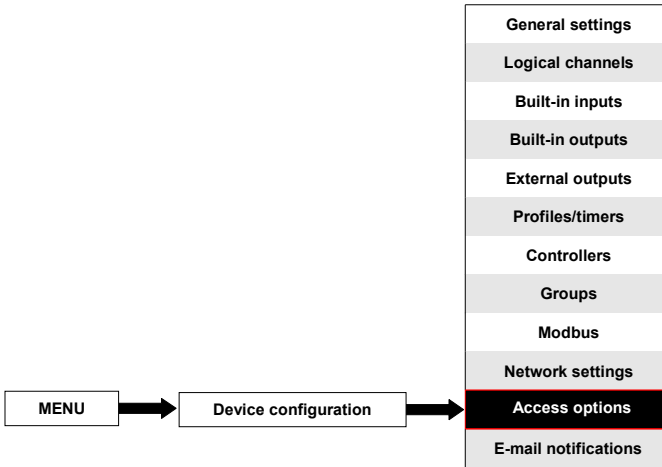 General settings
Logical channels
Built-in inputs
Built-in outputs
External outputs
Profiles/timers
Controllers
Groups
Modbus
Network settings
MENU
Device configuration
Access options
E-mail notifications